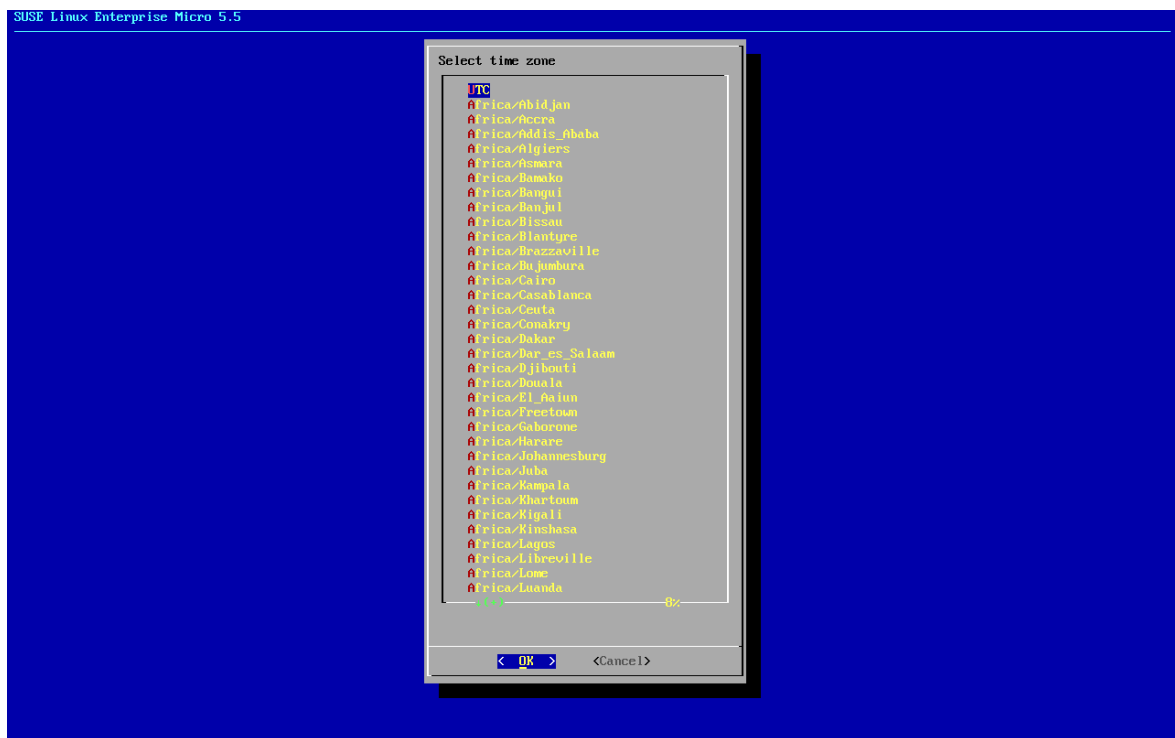 SUSE Linux Enterprise Micro 5.5
Select time zone
UTC
Africa/Abidjan
Africa/Accra
Africa/Addis_Ababa
Africa/Algiers
Africa/Asmara
Africa/Bamako
Africa/Bangui
Africa/Banjul
Africa/Bissau
Africa/Blantyre
Africa/Brazzaville
Africa/Bujumbura
Africa/Cairo
Africa/Casablanca
Africa/Ceuta
Africa/Conakry
Africa/Dakar
Africa/Dar_es_Salaam
Africa/Djibouti
Africa/Douala
Africa/El_Aaiun
Africa/Freetown
Africa/Gaborone
Africa/Harare
Africa/Johannesburg
Africa/Juba
Africa/Kampala
Africa/Khartoum
Africa/Kigali
Africa/Kinshasa
Africa/Lagos
Africa/Libreville
Africa/Lome
Africa/Luanda
↓(+) 8%
< OK > <Cancel>